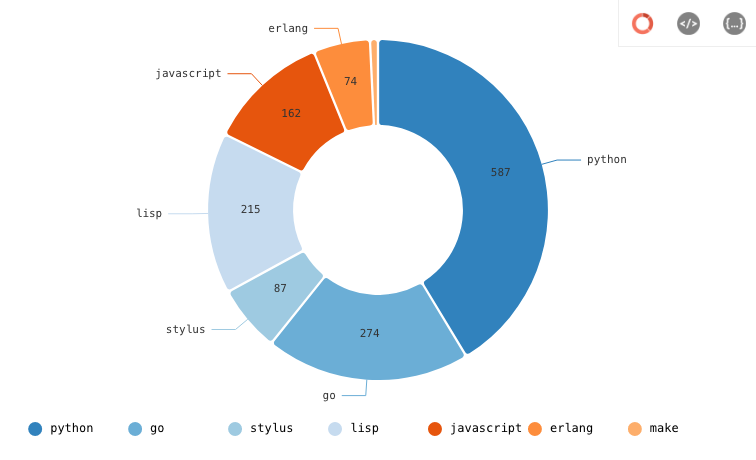 erlang
</>
{…}
javascript
74
162
python
587
lisp
215
87
stylus
274
go
python go stylus lisp javascript erlang make